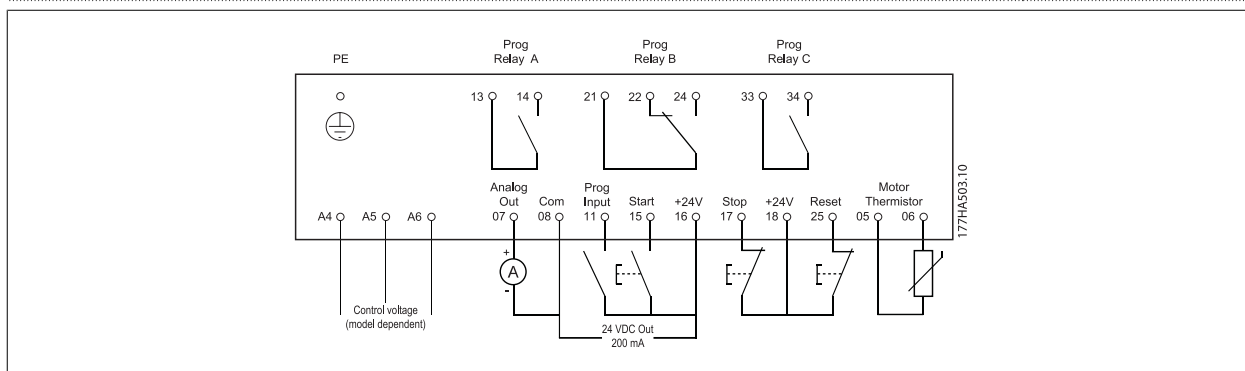 PE
Prog
Relay A
Prog
Relay B
Prog
Relay C
13 14 21 22 24 33 34
Analog
Out
07
Com
08
Prog
Input
11
Start
15
+24V
16
Stop
17
+24V
18
Reset
25
Motor
Thermistor
05 06
A4 A5 A6
+
A
-
Control voltage
(model dependent)
24 VDC Out
200 mA
177HA503.10